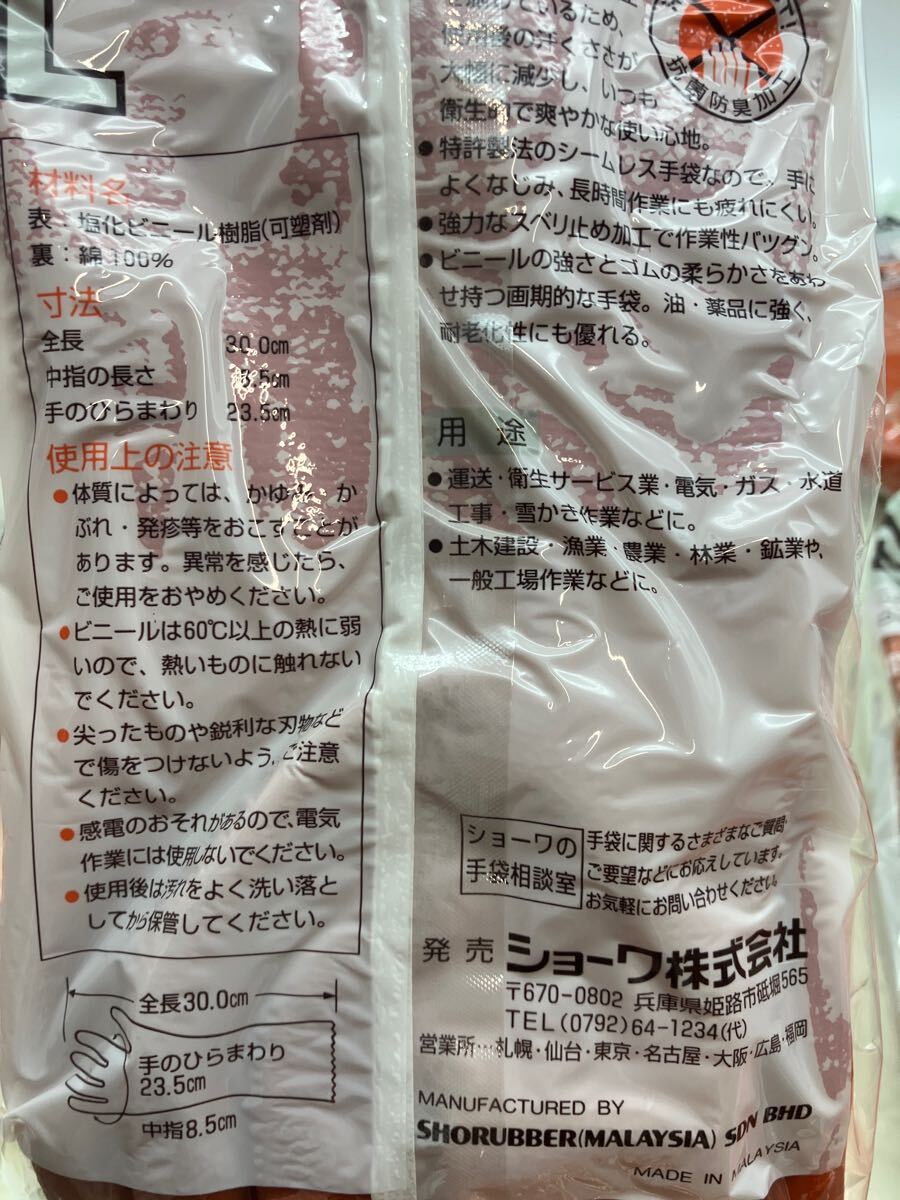 L
材料名
表：塩化ビニール樹脂(可塑剤)
裏：綿100%
寸法
全長 30.0cm
中指の長さ 8.5cm
手のひらまわり 23.5cm
使用上の注意
●体質によっては、かゆ か
ぶれ・発疹等をおこすことが
あります。異常を感じたら、
ご使用をおやめください。
●ビニールは60℃以上の熱に弱
いので、熱いものに触れない
でください。
●尖ったものや鋭利な刃物など
で傷をつけないよう、ご注意
ください。
●感電のおそれがあるので、電気
作業には使用しないでください。
●使用後は汚れをよく洗い落と
してから保管してください。
全長30.0cm
手のひらまわり
23.5cm
中指8.5cm
ているため、
使用後の汗くささが
大幅に減少し、いつも
衛生的で爽やかな使い心地。
抗菌防臭加工
●特許製法のシームレス手袋なので、手に
よくなじみ、長時間作業にも疲れにくい。
●強力なスベリ止め加工で作業性バツグン。
●ビニールの強さとゴムの柔らかさをあわ
せ持つ画期的な手袋。油・薬品に強く、
耐老化性にも優れる。
用途
●運送・衛生サービス業・電気・ガス・水道
工事・雪かき作業などに。
●土木建設・漁業・農業・林業・鉱業や、
一般工場作業などに。
ショーワの
手袋相談室
手袋に関するさまざまなご質問
ご要望などにお応えしています。
お気軽にお問い合わせください。
発売 ショーワ株式会社
〒670-0802 兵庫県姫路市砥堀565
TEL(0792)64-1234(代)
営業所…札幌・仙台・東京・名古屋・大阪・広島・福岡
MANUFACTURED BY
SHORUBBER(MALAYSIA) SDN BHD
MADE IN MALAYSIA